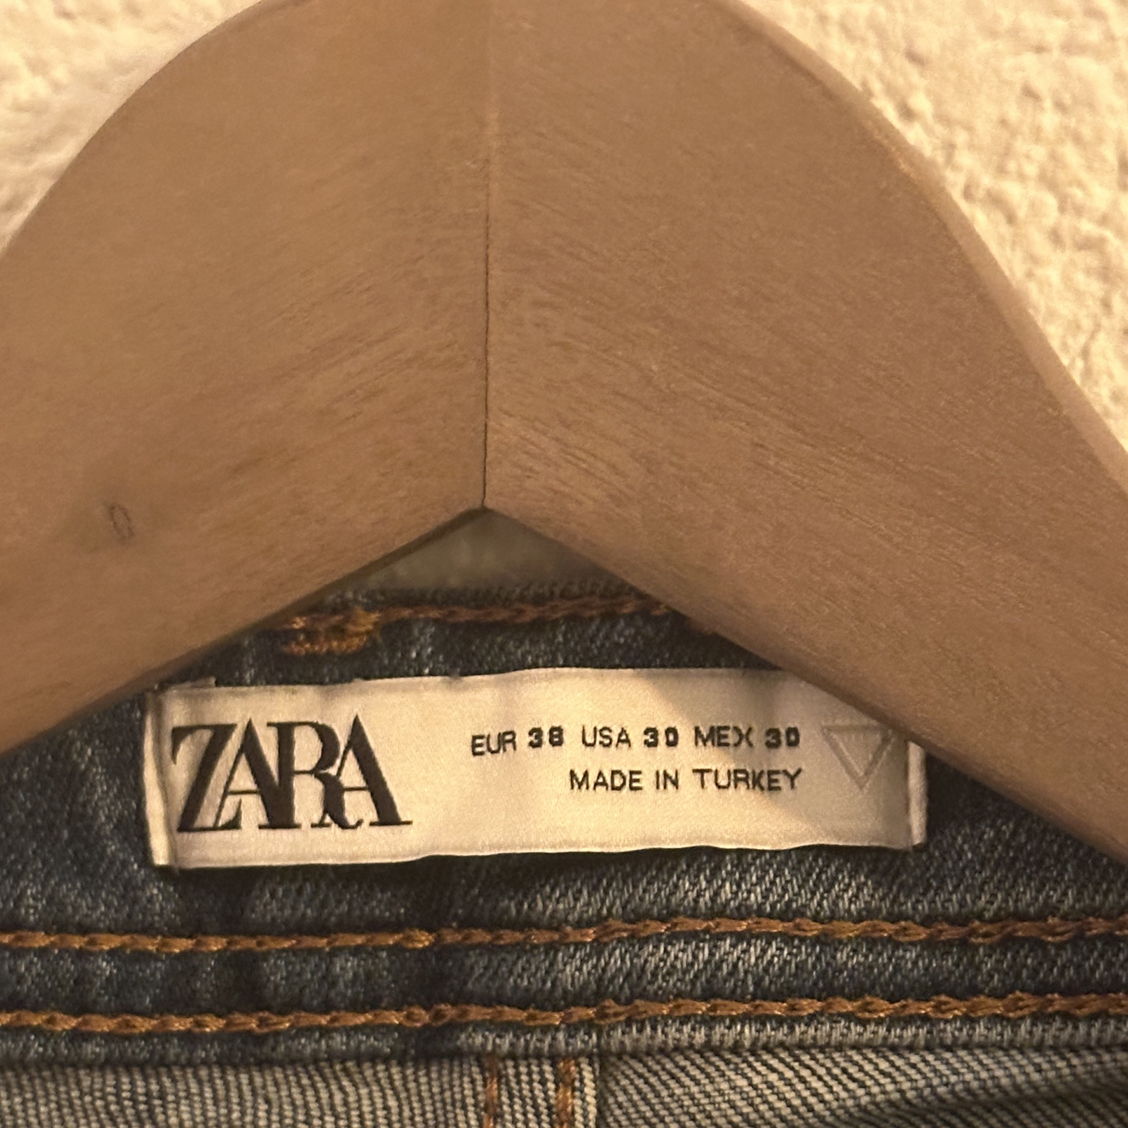 ZARA
EUR 38 USA 30 MEX 30
MADE IN TURKEY